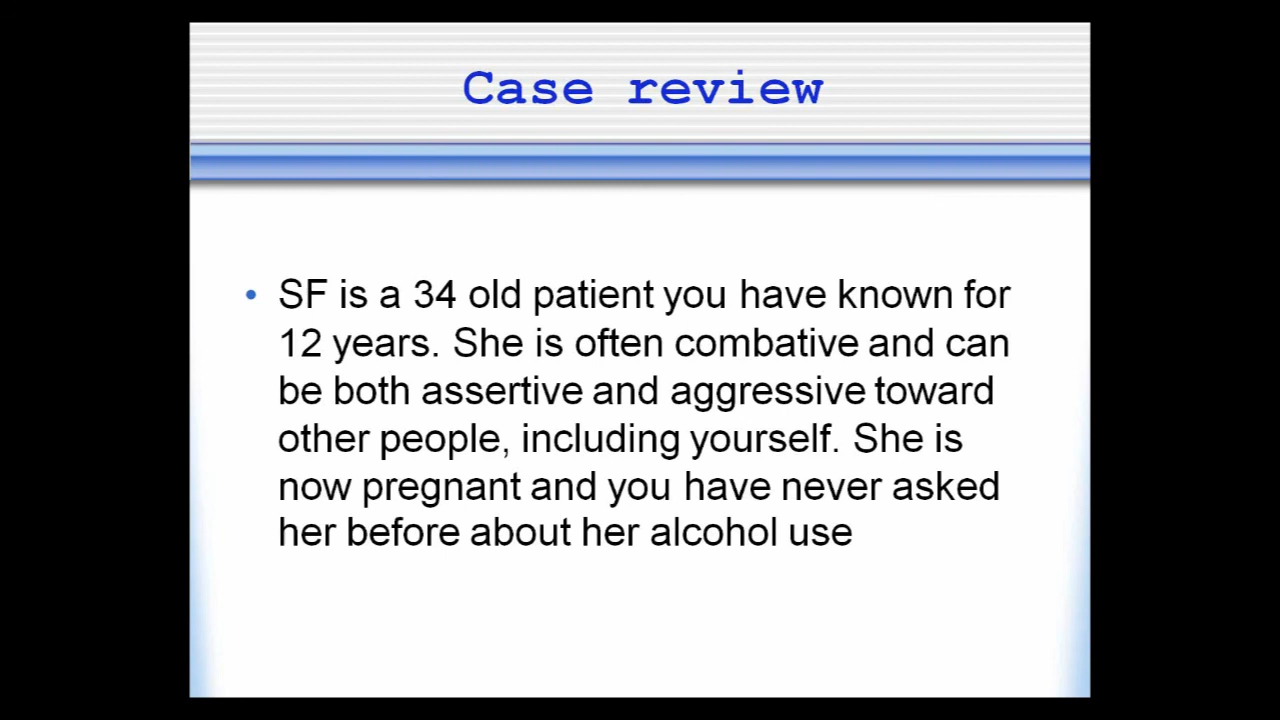 Case review
• SF is a 34 old patient you have known for
12 years. She is often combative and can
be both assertive and aggressive toward
other people, including yourself. She is
now pregnant and you have never asked
her before about her alcohol use